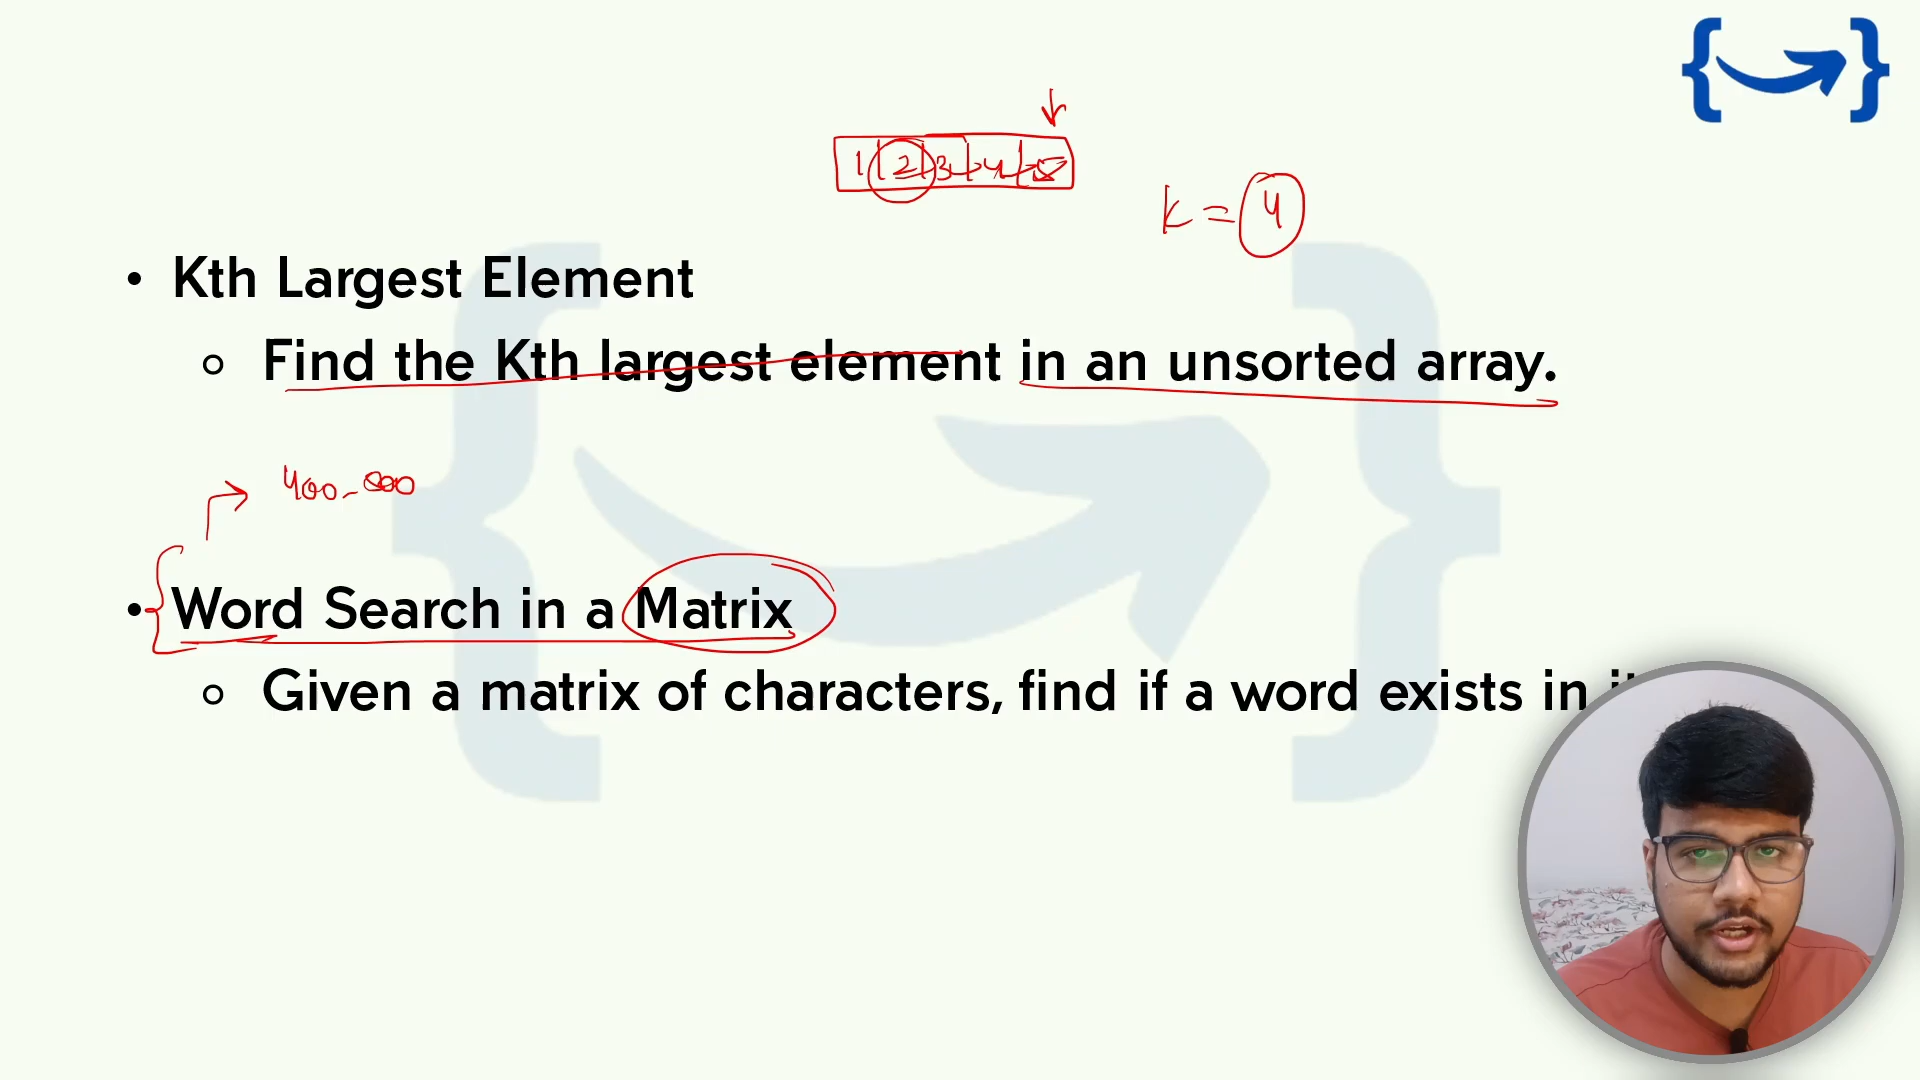 1 | 2 | 3 | 4 | 5
k = 4
• Kth Largest Element
○ Find the Kth largest element in an unsorted array.
400-800
• Word Search in a Matrix
○ Given a matrix of characters, find if a word exists in